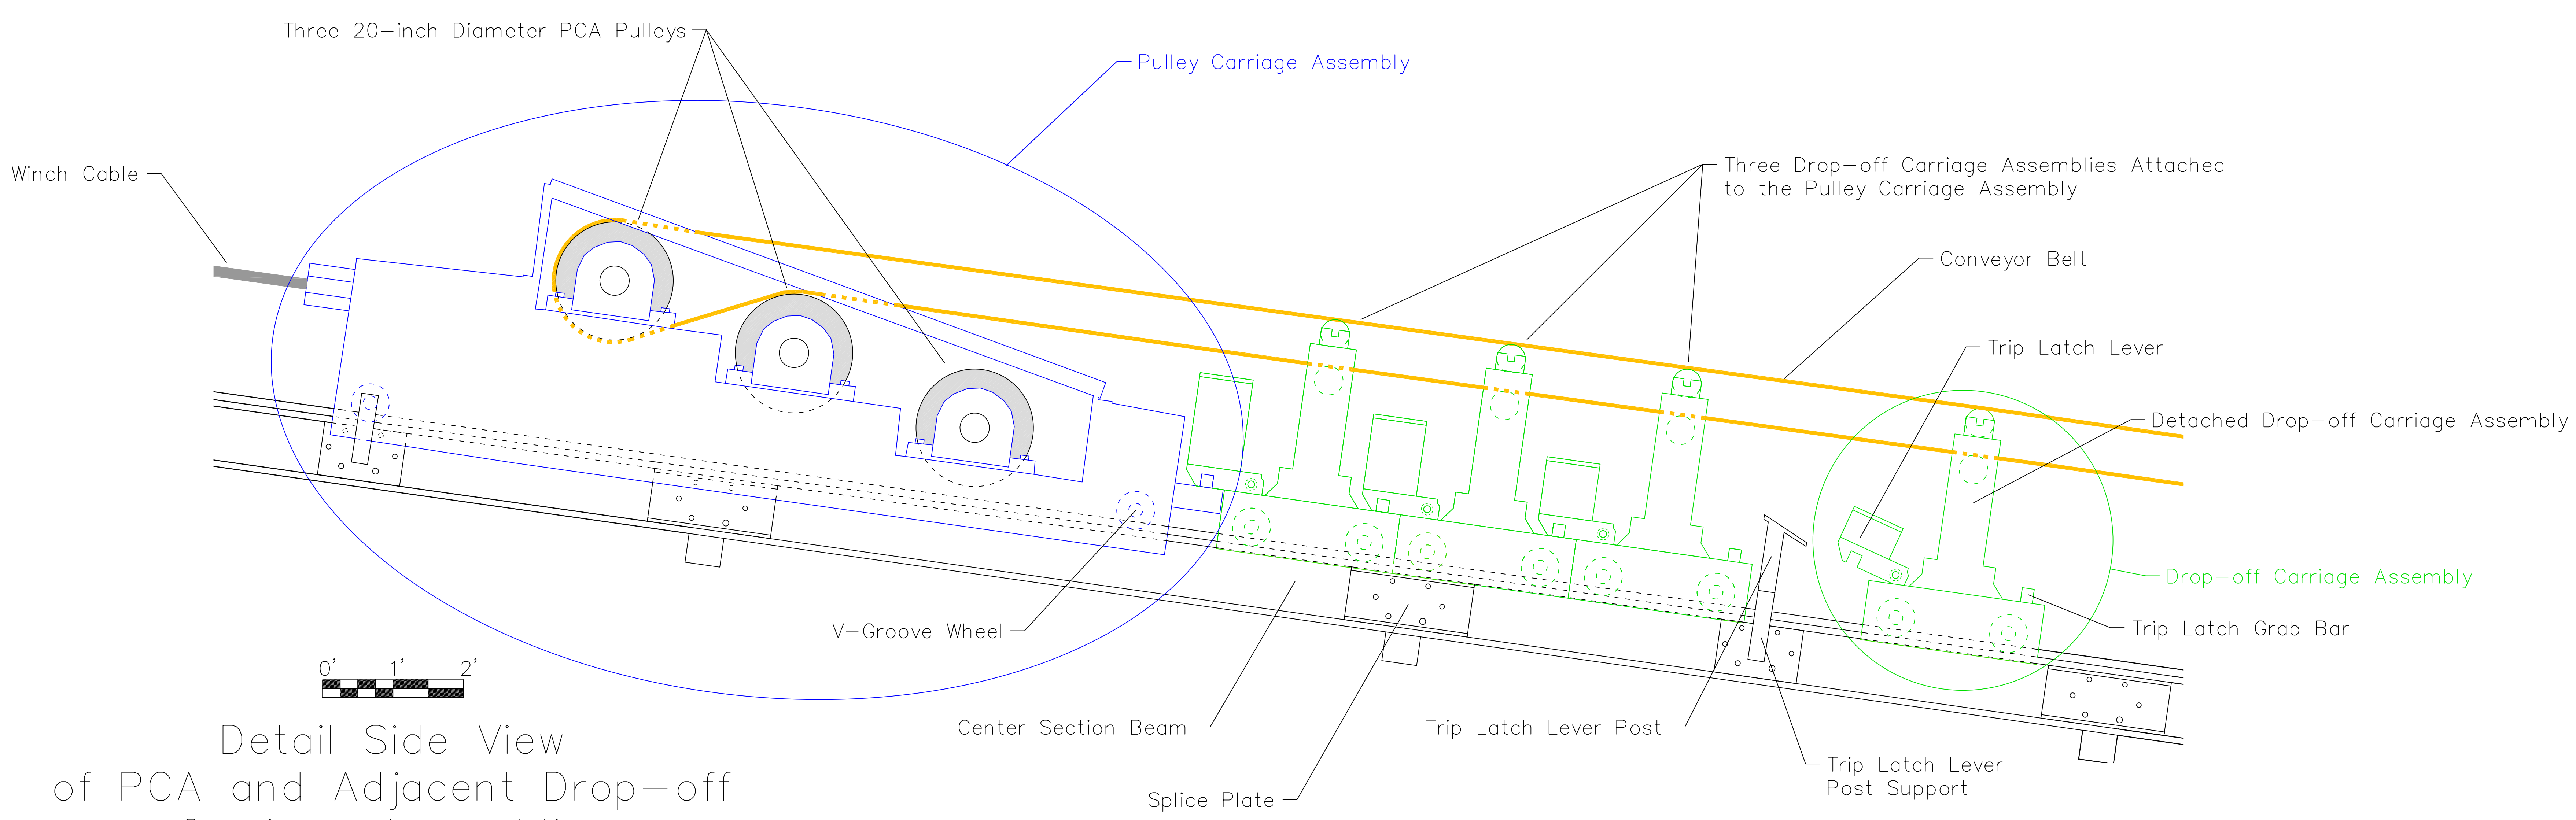 Three 20-inch Diameter PCA Pulleys
Pulley Carriage Assembly
Winch Cable
Three Drop-off Carriage Assemblies Attached
to the Pulley Carriage Assembly
Conveyor Belt
Trip Latch Lever
Detached Drop-off Carriage Assembly
Drop-off Carriage Assembly
Trip Latch Grab Bar
V-Groove Wheel
0' 1' 2'
Center Section Beam
Trip Latch Lever Post
Trip Latch Lever
Post Support
Splice Plate
Detail Side View
of PCA and Adjacent Drop-off